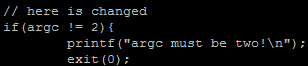 // here is changed
if(argc != 2){
        printf("argc must be two!\n");
        exit(0);